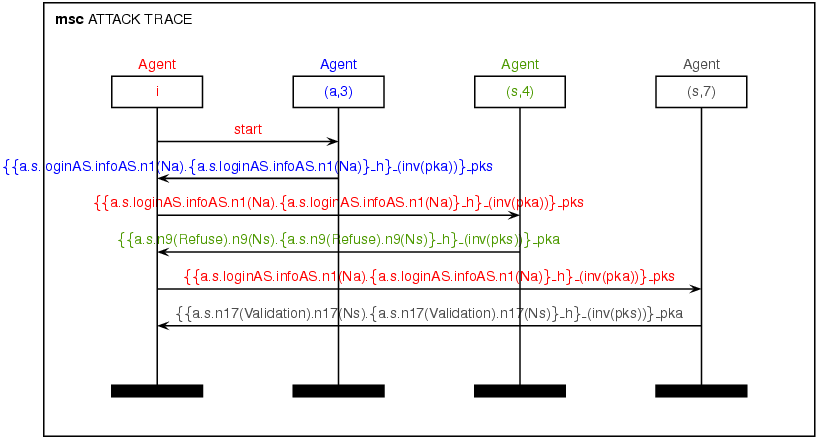 msc ATTACK TRACE
Agent Agent Agent Agent
i (a,3) (s,4) (s,7)
start
{{a.s.loginAS.infoAS.n1(Na).{a.s.loginAS.infoAS.n1(Na)}_h}_(inv(pka))}_pks
{{a.s.loginAS.infoAS.n1(Na).{a.s.loginAS.infoAS.n1(Na)}_h}_(inv(pka))}_pks
{{a.s.n9(Refuse).n9(Ns).{a.s.n9(Refuse).n9(Ns)}_h}_(inv(pks))}_pka
{{a.s.loginAS.infoAS.n1(Na).{a.s.loginAS.infoAS.n1(Na)}_h}_(inv(pka))}_pks
{{a.s.n17(Validation).n17(Ns).{a.s.n17(Validation).n17(Ns)}_h}_(inv(pks))}_pka